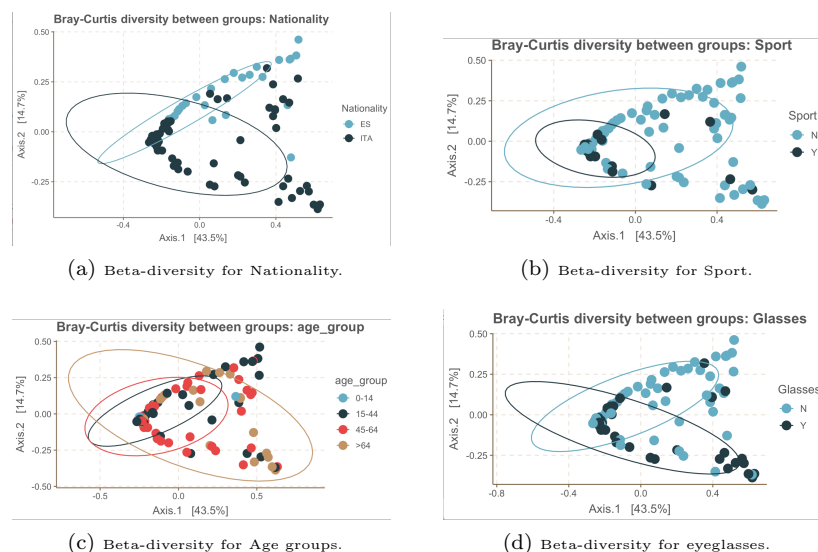 Bray-Curtis diversity between groups: Nationality
0.50
0.25
0.00
-0.25
Axis.2 [14.7%]
-0.4
0.0
0.4
Axis.1 [43.5%]
Nationality
ES
ITA
(a) Beta-diversity for Nationality.
Bray-Curtis diversity between groups: Sport
0.50
0.25
0.00
-0.25
Axis.2 [14.7%]
-0.4
0.0
0.4
Axis.1 [43.5%]
Sport
N
Y
(b) Beta-diversity for Sport.
Bray-Curtis diversity between groups: age_group
0.50
0.25
0.00
-0.25
-0.50
Axis.2 [14.7%]
-0.5
0.0
0.5
Axis.1 [43.5%]
age_group
0-14
15-44
45-64
>64
(c) Beta-diversity for Age groups.
Bray-Curtis diversity between groups: Glasses
0.50
0.25
0.00
-0.25
Axis.2 [14.7%]
-0.8
-0.4
0.0
0.4
Axis.1 [43.5%]
Glasses
N
Y
(d) Beta-diversity for eyeglasses.